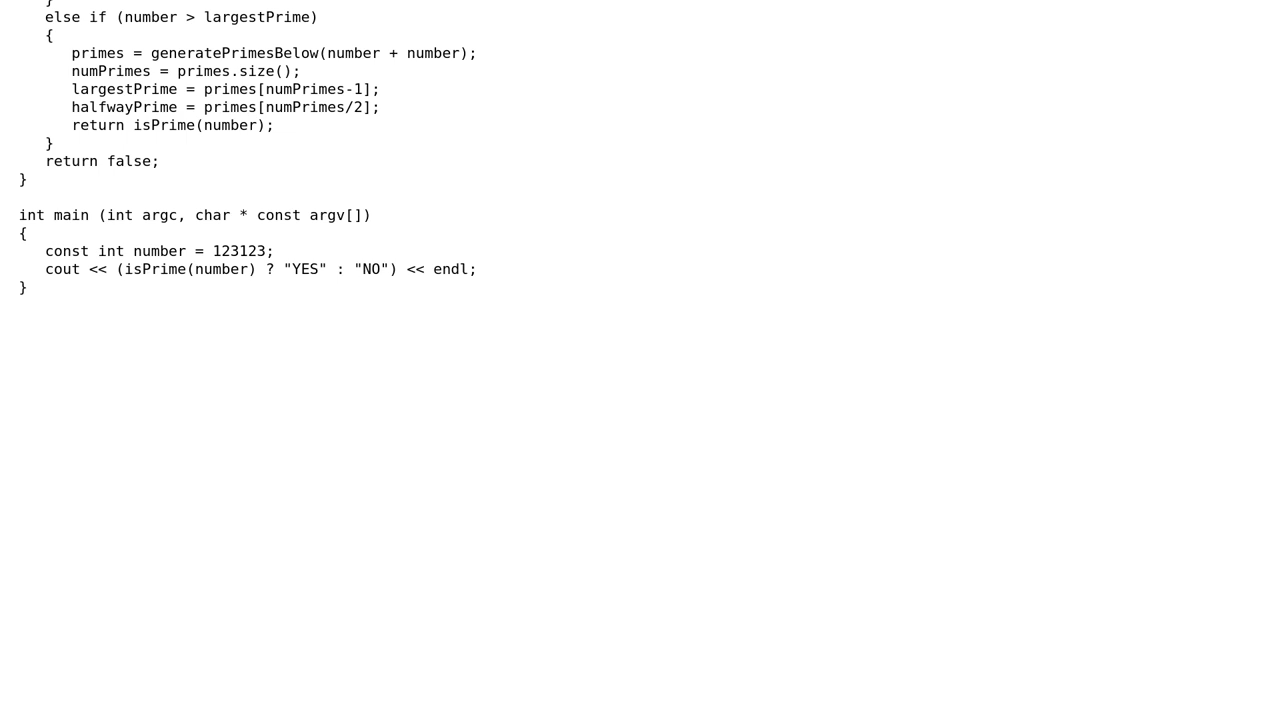 }
else if (number > largestPrime)
{
primes = generatePrimesBelow(number + number);
numPrimes = primes.size();
largestPrime = primes[numPrimes-1];
halfwayPrime = primes[numPrimes/2];
return isPrime(number);
}
return false;
}
int main (int argc, char * const argv[])
{
const int number = 123123;
cout << (isPrime(number) ? "YES" : "NO") << endl;
}